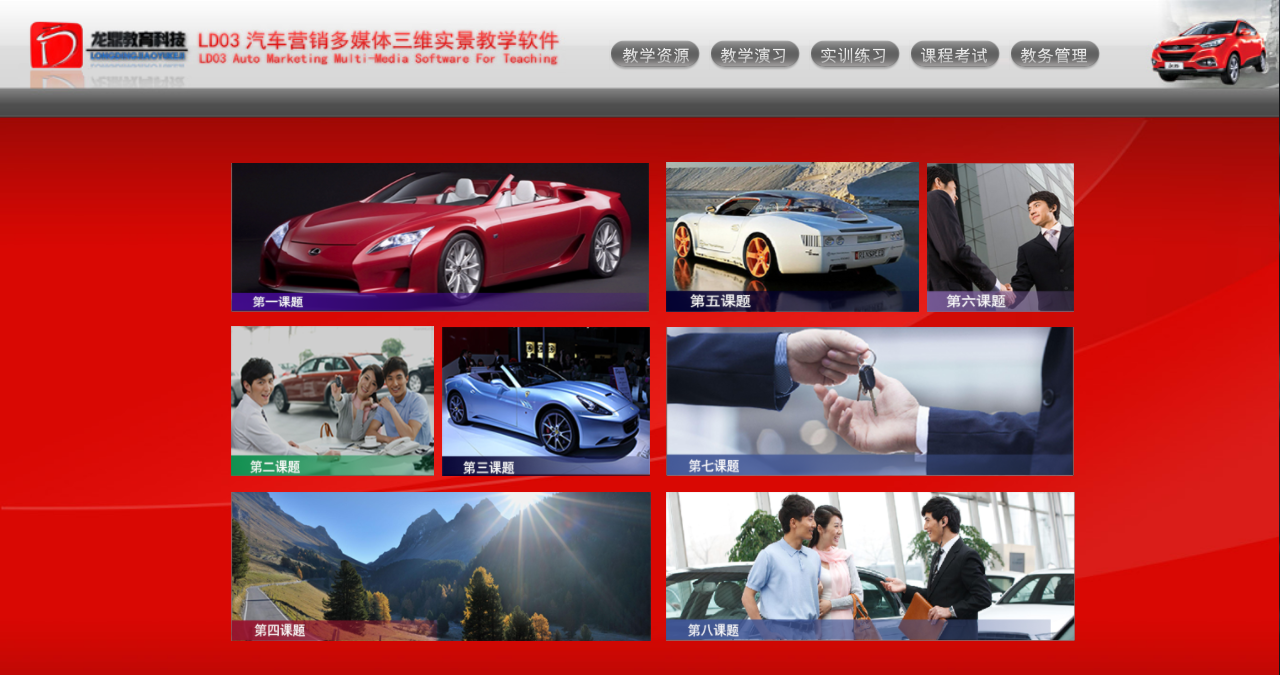 龙鼎教育科技
LONGDINGJIAOYUKEJI
LD03 汽车营销多媒体三维实景教学软件
LD03 Auto Marketing Multi-Media Software For Teaching
教学资源
教学演习
实训练习
课程考试
教务管理
第一课题
第五课题
第六课题
第二课题
第三课题
第七课题
第四课题
第八课题